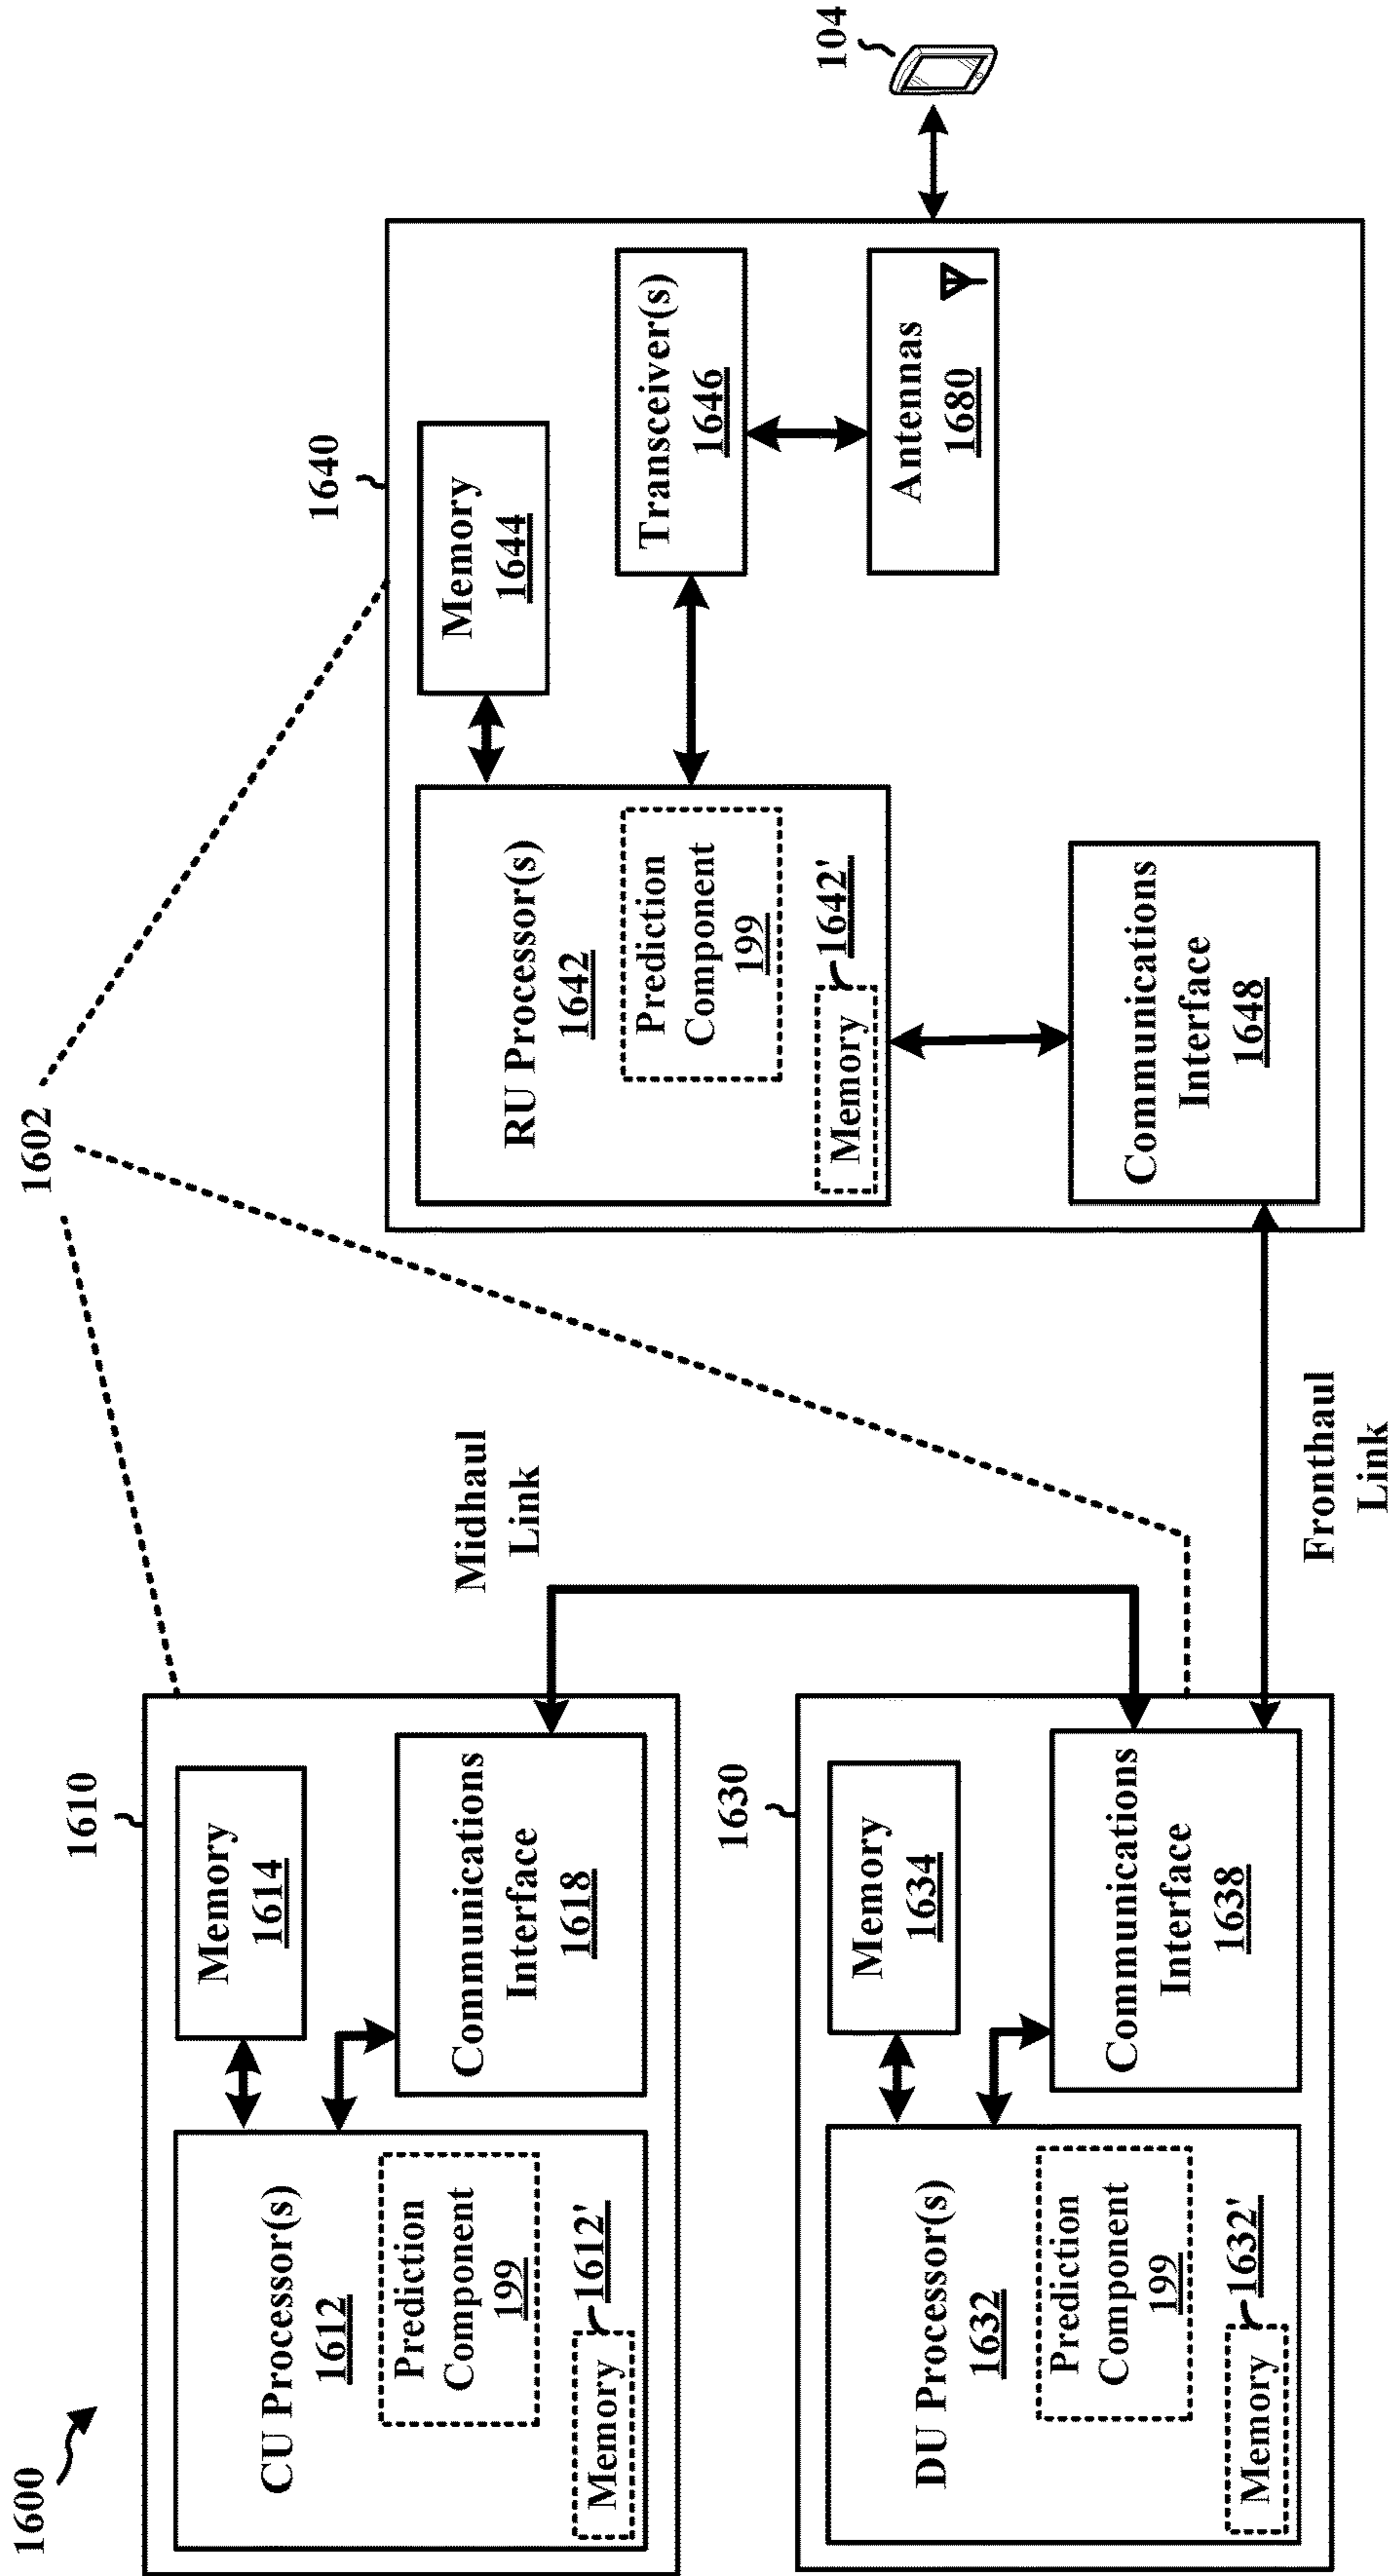 1600
1602
1610
CU Processor(s)
1612
Prediction
Component
199
Memory
1612'
Memory
1614
Communications
Interface
1618
Midhaul
Link
1630
DU Processor(s)
1632
Prediction
Component
199
Memory
1632'
Memory
1634
Communications
Interface
1638
Fronthaul
Link
1640
RU Processor(s)
1642
Prediction
Component
199
Memory
1642'
Memory
1644
Transceiver(s)
1646
Antennas
1680
Communications
Interface
1648
104